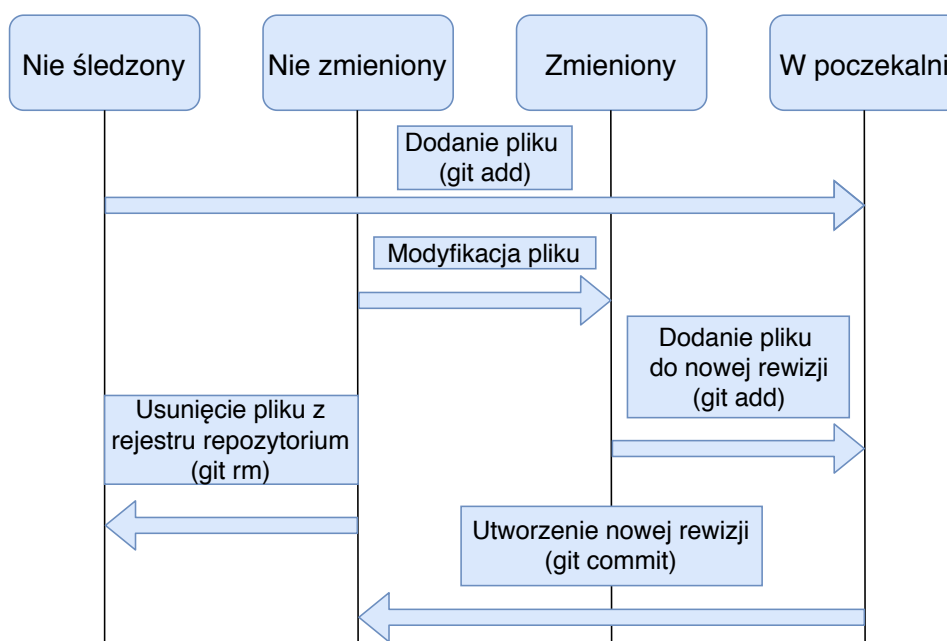 Nie śledzony
Nie zmieniony
Zmieniony
W poczekalni
Dodanie pliku
(git add)
Modyfikacja pliku
Dodanie pliku
do nowej rewizji
(git add)
Usunięcie pliku z
rejestru repozytorium
(git rm)
Utworzenie nowej rewizji
(git commit)